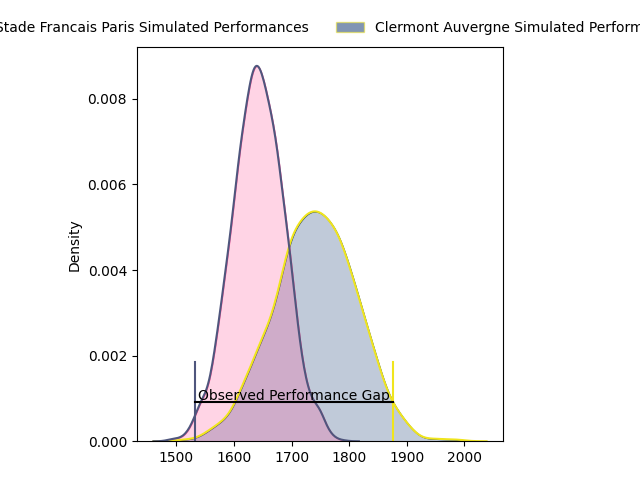 Stade Francais Paris Simulated Performances Clermont Auvergne Simulated
0.008
0.006
0.004
0.002
0.000
Density
Observed Performance Gap
1500 1600 1700 1800 1900 2000